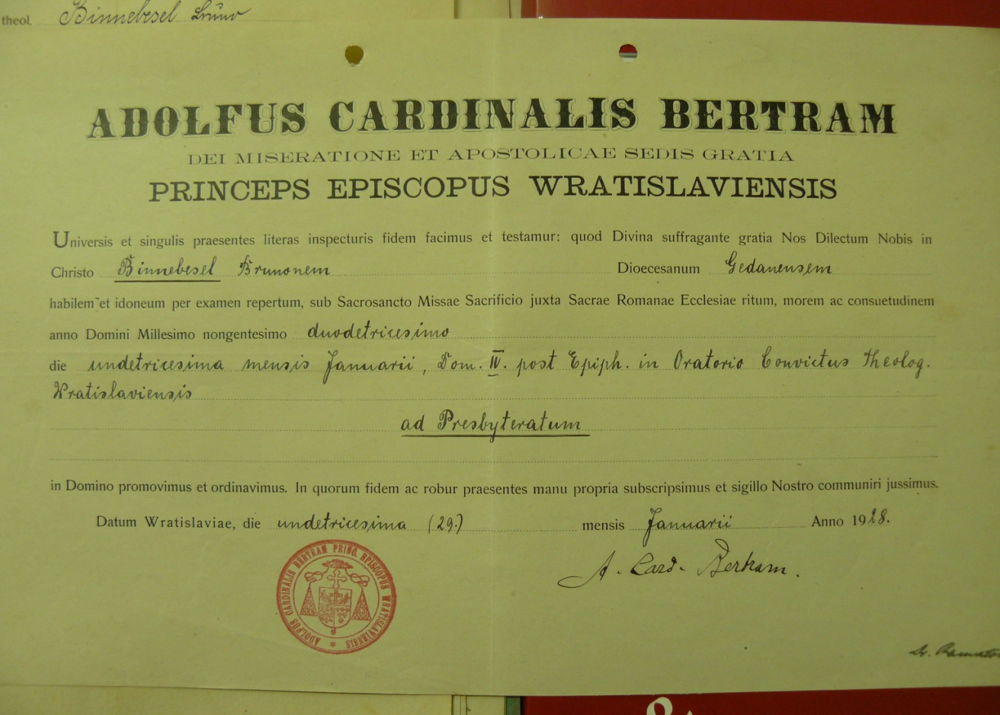 theol. Binnebesel Bruno
ADOLFUS CARDINALIS BERTRAM
DEI MISERATIONE ET APOSTOLICAE SEDIS GRATIA
PRINCEPS EPISCOPUS WRATISLAVIENSIS
Universis et singulis praesentes literas inspecturis fidem facimus et testamur: quod Divina suffragante gratia Nos Dilectum Nobis in
Christo Binnebesel Brunonem Dioecesanum Gedanensem
habilem et idoneum per examen repertum, sub Sacrosancto Missae Sacrificio juxta Sacrae Romanae Ecclesiae ritum, morem ac consuetudinem
anno Domini Millesimo nongentesimo duodetricesimo
die undetricesima mensis Januarii, Dom. IV. post Epiph. in Oratorio Convictus Theolog.
Wratislaviensis
ad Presbyteratum
in Domino promovimus et ordinavimus. In quorum fidem ac robur praesentes manu propria subscripsimus et sigillo Nostro communiri jussimus.
Datum Wratislaviae, die undetricesima (29.) mensis Januarii Anno 1928.
A. Card. Bertram.
ADOLPUS CARDINALIS BERTRAM PRINC. EPISCOPUS WRATISLAVIENSIS